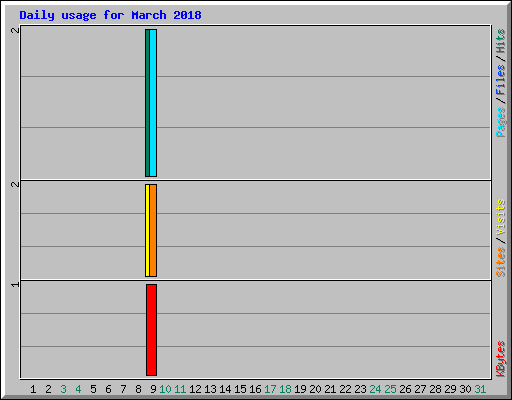 Daily usage for March 2018
2
Pages / Files / Hits
2
Sites / Visits
1
KBytes
1 2 3 4 5 6 7 8 9 10 11 12 13 14 15 16 17 18 19 20 21 22 23 24 25 26 27 28 29 30 31